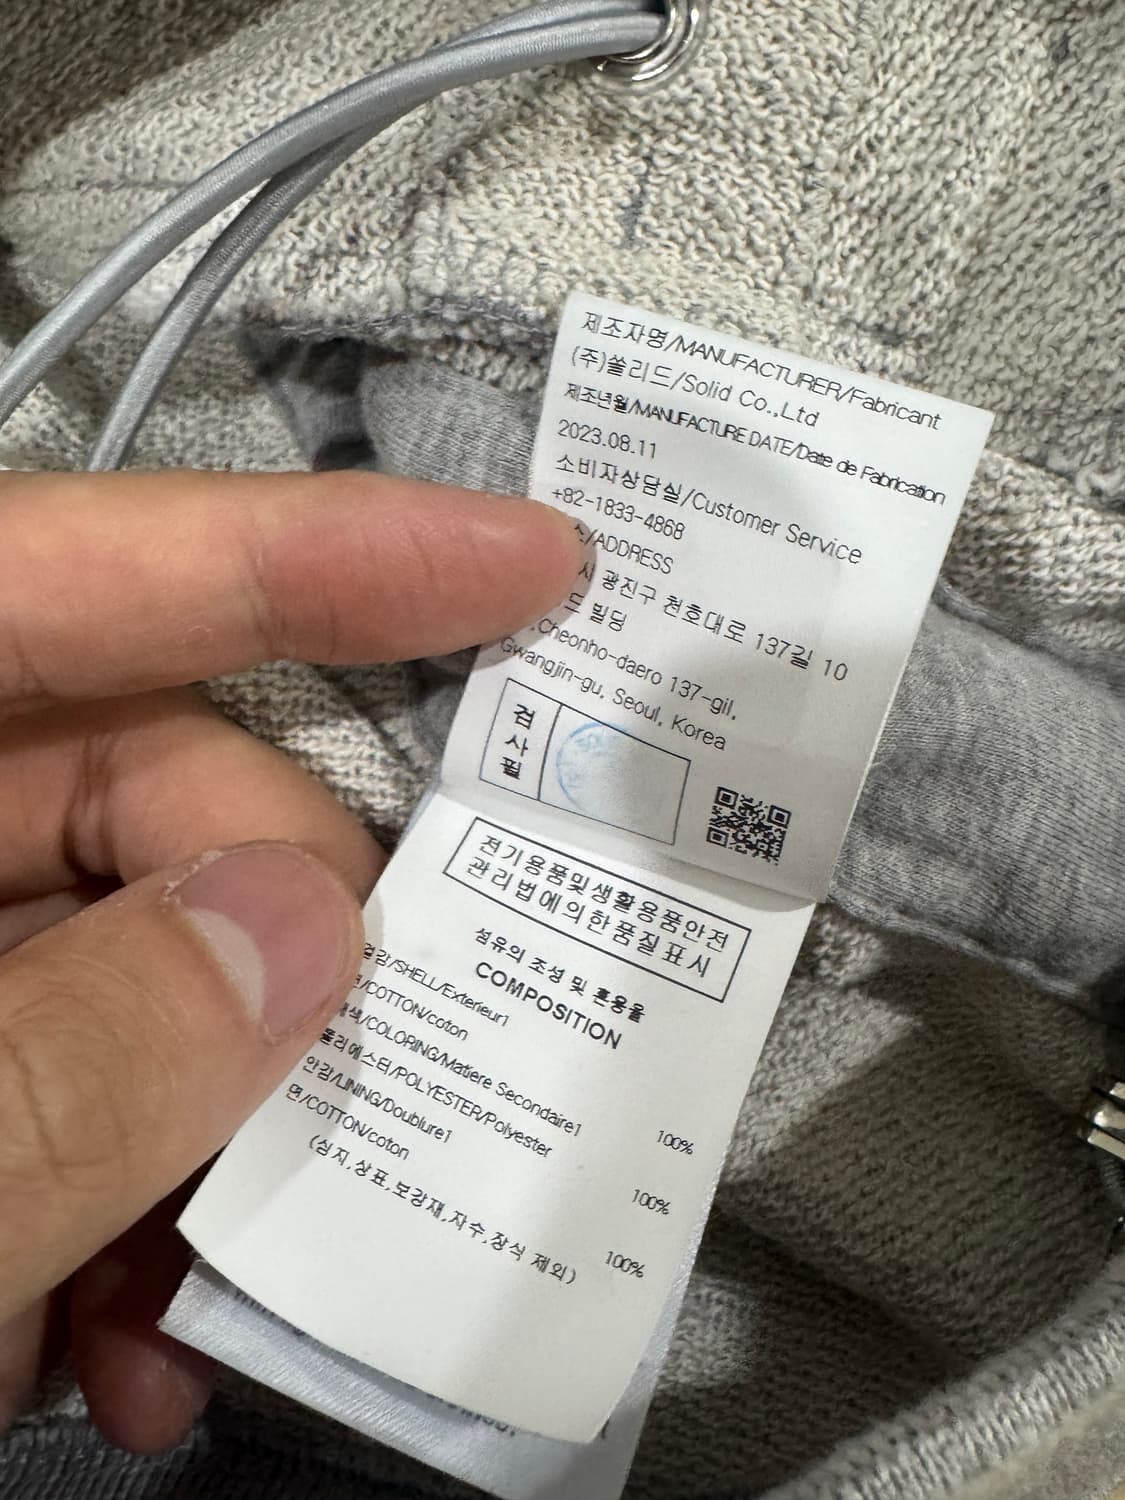 제조자명/MANUFACTURER/Fabricant
(주)쏠리드/Solid Co.,Ltd
제조년월/MANUFACTURE DATE/Date de Fabrication
2023.08.11
소비자상담실/Customer Service
+82-1833-4868
소/ADDRESS
시 광진구 천호대로 137길 10
드 빌딩
Cheonho-daero 137-gil,
Gwangjin-gu, Seoul, Korea
검사필
전기용품및생활용품안전
관리법에의한품질표시
섬유의 조성 및 혼용율
COMPOSITION
겉감/SHELL/Exterieur1
면/COTTON/coton 100%
배색/COLORING/Matiere Secondaire1
폴리에스터/POLYESTER/Polyester 100%
안감/LINING/Doublure1
면/COTTON/coton 100%
(심지,상표,보강재,자수,장식 제외)